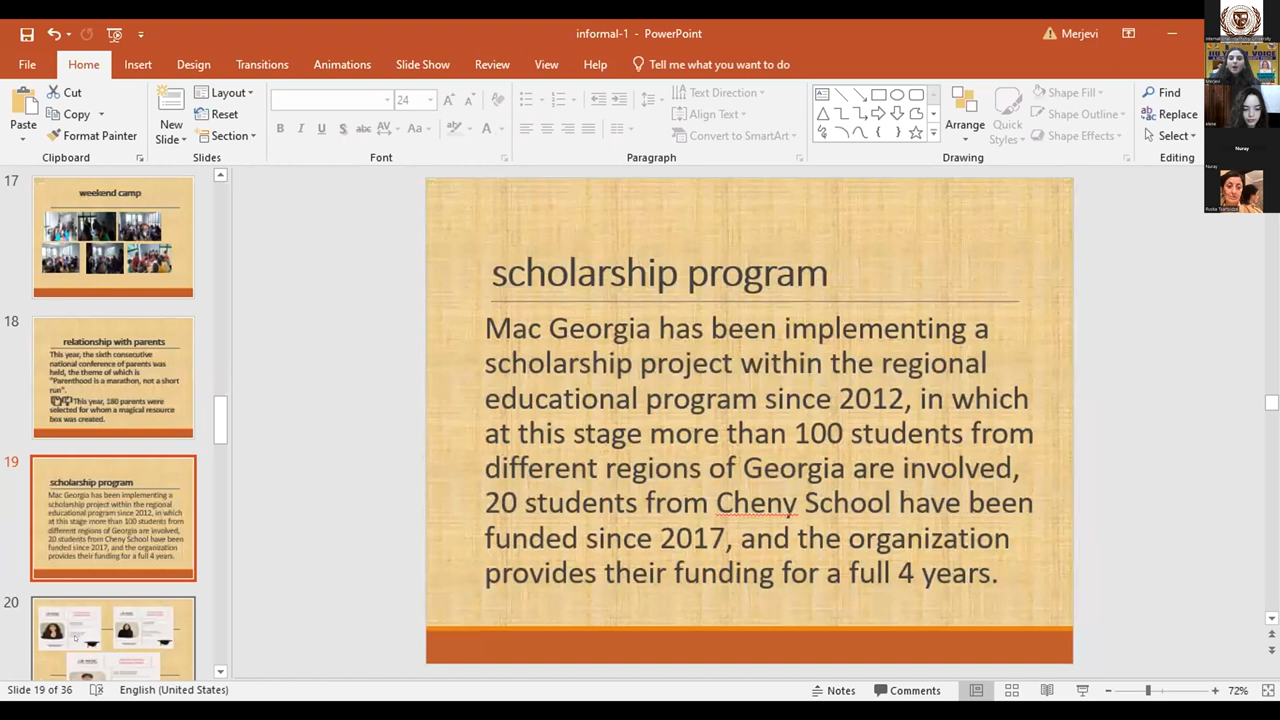 informal-1 - PowerPoint
Merjevi
File
Home
Insert
Design
Transitions
Animations
Slide Show
Review
View
Help
Tell me what you want to do
Paste
Cut
Copy
Format Painter
Clipboard
New
Slide
Layout
Reset
Section
Slides
24
Font
Text Direction
Align Text
Convert to SmartArt
Paragraph
Arrange
Quick
Styles
Shape Fill
Shape Outline
Shape Effects
Drawing
Find
Replace
Select
Editing
Nuray
Nuray
17
weekend camp
18
relationship with parents
This year, the sixth consecutive
national conference of parents was
held, the theme of which is
"Parenthood is a marathon, not a short
run".
This year, 180 parents were
selected for whom a magical resource
box was created.
19
scholarship program
Mac Georgia has been implementing a
scholarship project within the regional
educational program since 2012, in which
at this stage more than 100 students from
different regions of Georgia are involved,
20 students from Cheny School have been
funded since 2017, and the organization
provides their funding for a full 4 years.
20
scholarship program
Mac Georgia has been implementing a
scholarship project within the regional
educational program since 2012, in which
at this stage more than 100 students from
different regions of Georgia are involved,
20 students from Cheny School have been
funded since 2017, and the organization
provides their funding for a full 4 years.
Slide 19 of 36
English (United States)
Notes
Comments
72%